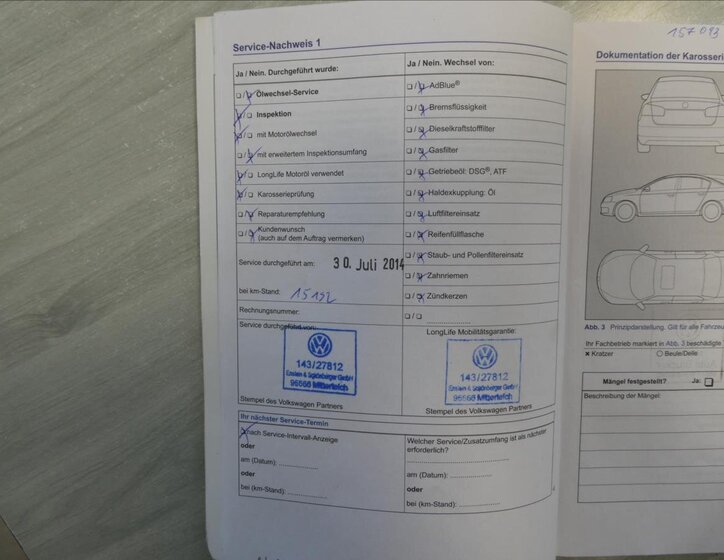 Service-Nachweis 1
Ja / Nein. Durchgeführt wurde:
Ölwechsel-Service
Inspektion
mit Motorölwechsel
mit erweitertem Inspektionsumfang
LongLife Motoröl verwendet
Karosserieprüfung
Reparaturempfehlung
Kundenwunsch
(auch auf dem Auftrag vermerken)
Service durchgeführt am: 30. Juli 2014
bei km-Stand: 15192
Rechnungsnummer:
Service durchgeführt von:
143/27812
95666 Mitterteich
Stempel des Volkswagen Partners
Ja / Nein. Wechsel von:
AdBlue®
Bremsflüssigkeit
Dieselkraftstofffilter
Gasfilter
Getriebeöl: DSG®, ATF
Haldexkupplung: Öl
Luftfiltereinsatz
Reifenfüllflasche
Staub- und Pollenfiltereinsatz
Zahnriemen
Zündkerzen
LongLife Mobilitätsgarantie:
143/27812
95666 Mitterteich
Stempel des Volkswagen Partners
Ihr nächster Service-Termin
nach Service-Intervall-Anzeige
oder
am (Datum):
oder
bei (km-Stand):
Welcher Service/Zusatzumfang ist als nächster
erforderlich?
am (Datum):
oder
bei (km-Stand):
157 093
Dokumentation der Karosseri
Abb. 3 Prinzipdarstellung. Gilt für alle Fahrzeu
Ihr Fachbetrieb markiert in Abb. 3 beschädigte
× Kratzer
Beule/Delle
Mängel festgestellt? Ja:
Beschreibung der Mängel: